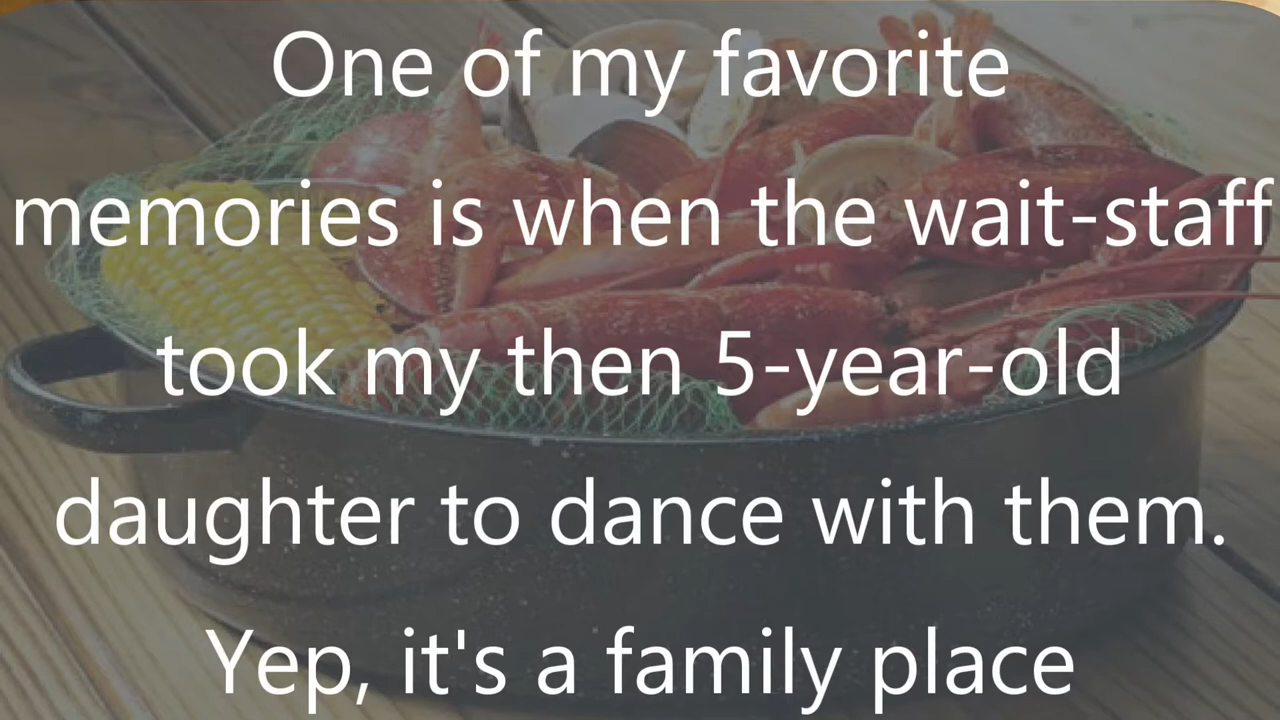 One of my favorite
memories is when the wait-staff
took my then 5-year-old
daughter to dance with them.
Yep, it's a family place